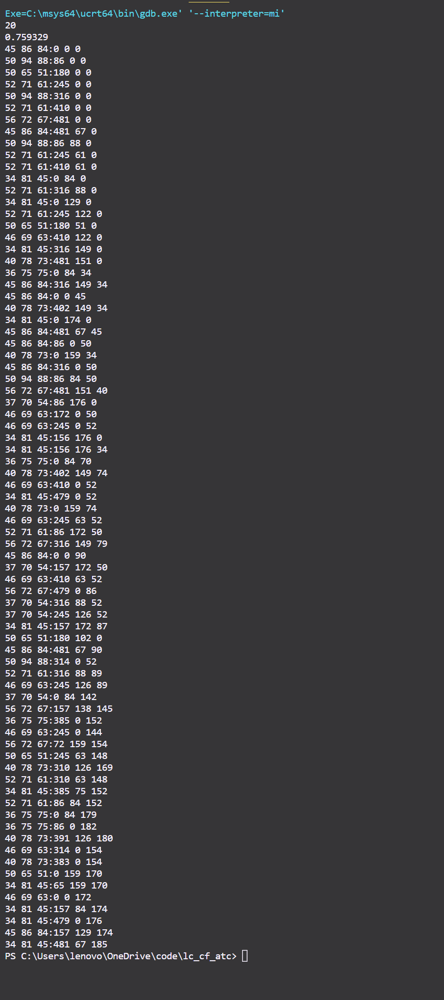 Exe=C:\msys64\ucrt64\bin\gdb.exe' '--interpreter=mi'
20
0.759329
45 86 84:0 0 0
50 94 88:86 0 0
50 65 51:180 0 0
52 71 61:245 0 0
50 94 88:316 0 0
52 71 61:410 0 0
56 72 67:481 0 0
45 86 84:481 67 0
50 94 88:86 88 0
52 71 61:245 61 0
52 71 61:410 61 0
34 81 45:0 84 0
52 71 61:316 88 0
34 81 45:0 129 0
52 71 61:245 122 0
50 65 51:180 51 0
46 69 63:410 122 0
34 81 45:316 149 0
40 78 73:481 151 0
36 75 75:0 84 34
45 86 84:316 149 34
45 86 84:0 0 45
40 78 73:402 149 34
34 81 45:0 174 0
45 86 84:481 67 45
45 86 84:86 0 50
40 78 73:0 159 34
45 86 84:316 0 50
50 94 88:86 84 50
56 72 67:481 151 40
37 70 54:86 176 0
46 69 63:172 0 50
46 69 63:245 0 52
34 81 45:156 176 0
34 81 45:156 176 34
36 75 75:0 84 70
40 78 73:402 149 74
46 69 63:410 0 52
34 81 45:479 0 52
40 78 73:0 159 74
46 69 63:245 63 52
52 71 61:86 172 50
56 72 67:316 149 79
45 86 84:0 0 90
37 70 54:157 172 50
46 69 63:410 63 52
56 72 67:479 0 86
37 70 54:316 88 52
37 70 54:245 126 52
34 81 45:157 172 87
50 65 51:180 102 0
45 86 84:481 67 90
50 94 88:314 0 52
52 71 61:316 88 89
46 69 63:245 126 89
37 70 54:0 84 142
56 72 67:157 138 145
36 75 75:385 0 152
46 69 63:245 0 144
56 72 67:72 159 154
50 65 51:245 63 148
40 78 73:310 126 169
52 71 61:310 63 148
34 81 45:385 75 152
52 71 61:86 84 152
36 75 75:0 84 179
36 75 75:86 0 182
40 78 73:391 126 180
46 69 63:314 0 154
40 78 73:383 0 154
50 65 51:0 159 170
34 81 45:65 159 170
46 69 63:0 0 172
34 81 45:157 84 174
34 81 45:479 0 176
45 86 84:157 129 174
34 81 45:481 67 185
PS C:\Users\lenovo\OneDrive\code\lc_cf_atc>